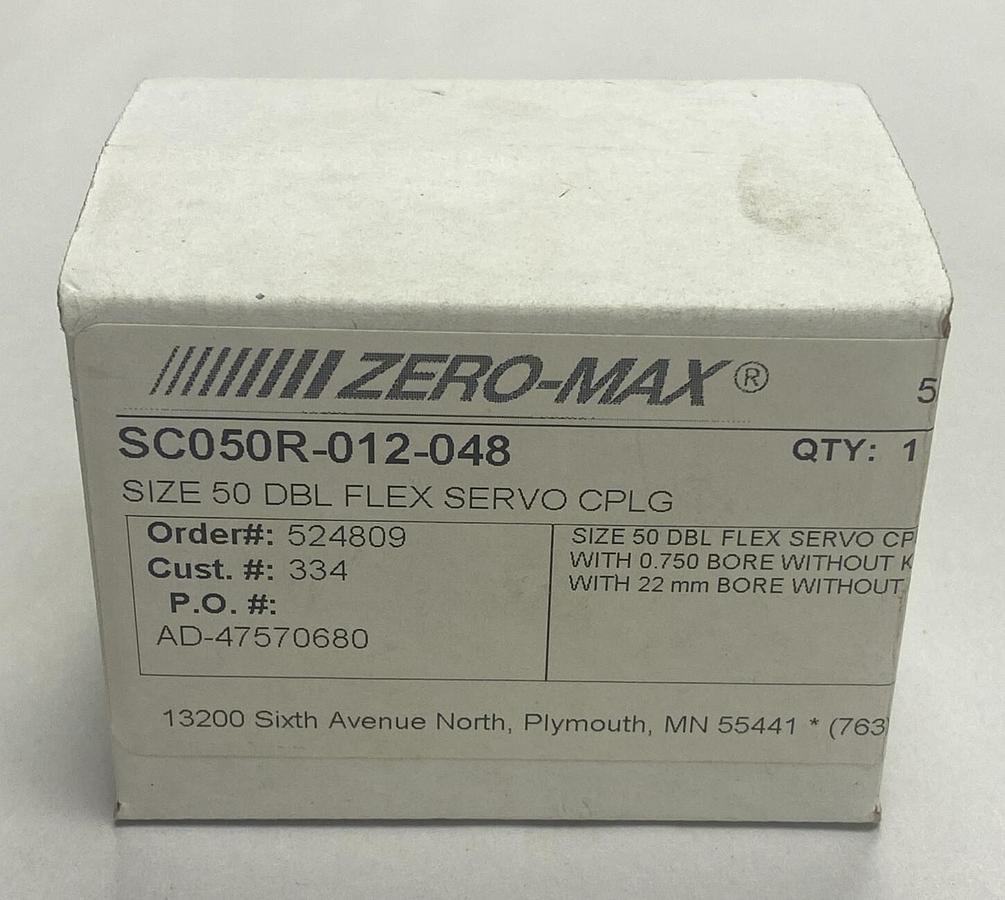 ZERO-MAX®
5
SC050R-012-048
QTY: 1
SIZE 50 DBL FLEX SERVO CPLG
Order#: 524809
Cust. #: 334
P.O. #:
AD-47570680
SIZE 50 DBL FLEX SERVO CP
WITH 0.750 BORE WITHOUT K
WITH 22 mm BORE WITHOUT
13200 Sixth Avenue North, Plymouth, MN 55441 * (763